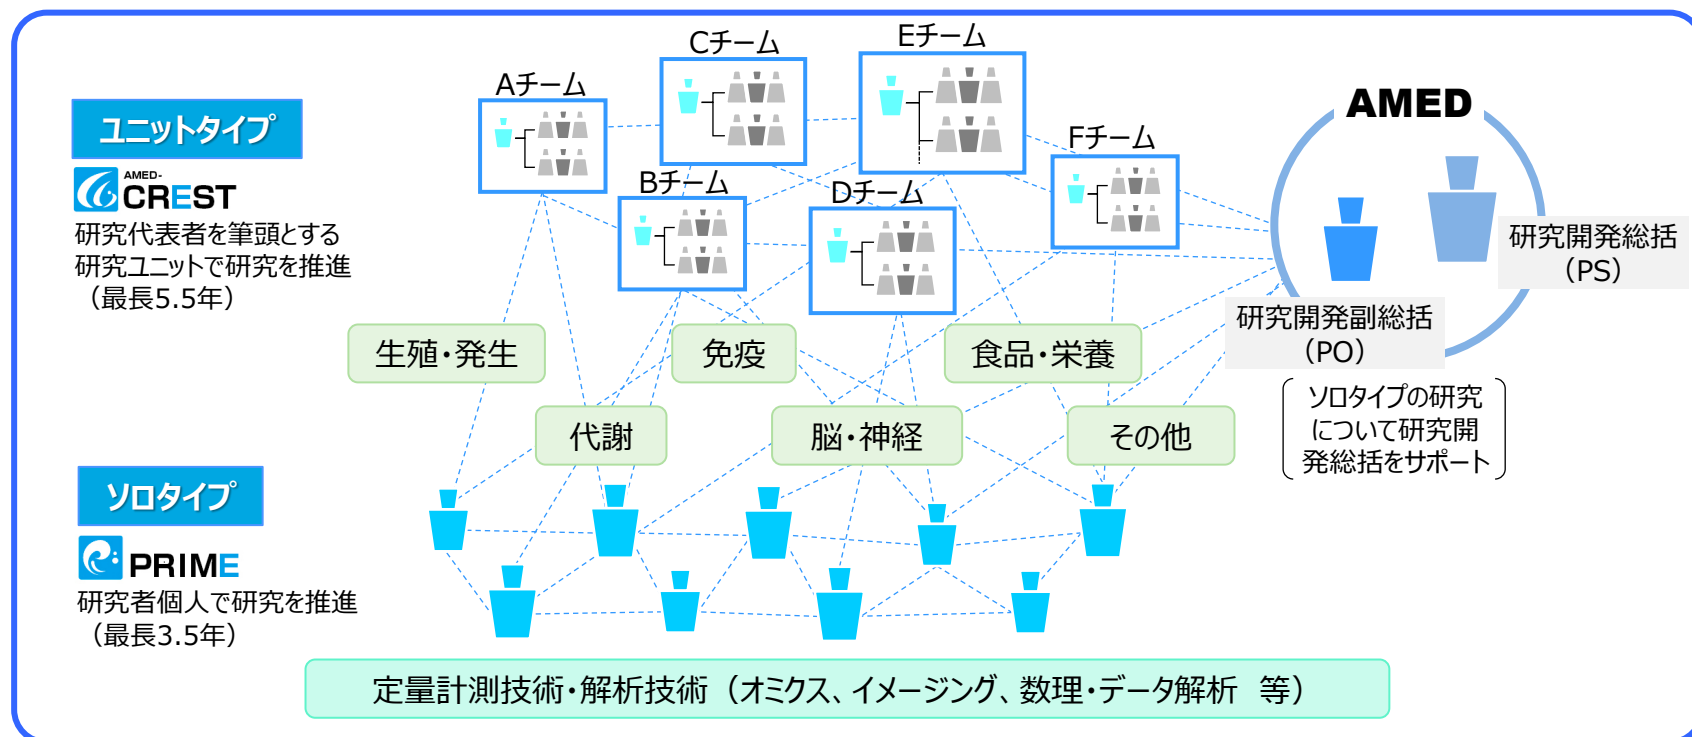 Cチーム
Eチーム
Aチーム
AMED
ユニットタイプ
Fチーム
AMED-
CREST
Bチーム
Dチーム
研究代表者を筆頭とする
研究ユニットで研究を推進
（最長5.5年）
研究開発総括
（PS）
研究開発副総括
（PO）
生殖・発生
免疫
食品・栄養
代謝
脳・神経
その他
ソロタイプの研究
について研究開
発総括をサポート
ソロタイプ
PRIME
研究者個人で研究を推進
（最長3.5年）
定量計測技術・解析技術（オミクス、イメージング、数理・データ解析　等）